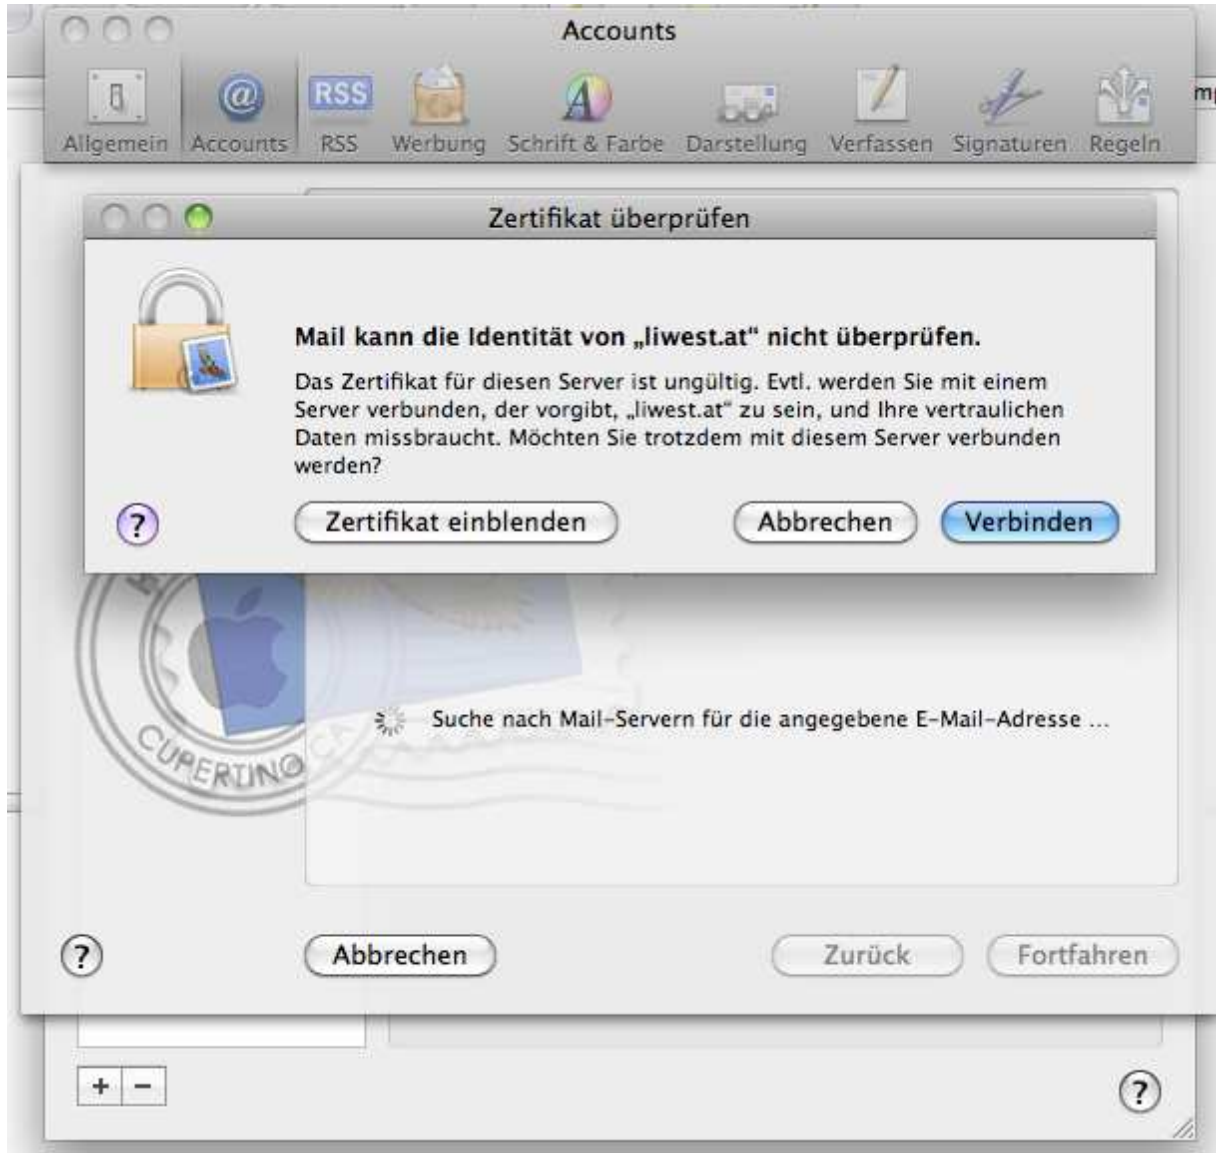 Accounts
RSS
Allgemein Accounts RSS Werbung Schrift & Farbe Darstellung Verfassen Signaturen Regeln
Zertifikat überprüfen
Mail kann die Identität von „liwest.at“ nicht überprüfen.
Das Zertifikat für diesen Server ist ungültig. Evtl. werden Sie mit einem
Server verbunden, der vorgibt, „liwest.at“ zu sein, und Ihre vertraulichen
Daten missbraucht. Möchten Sie trotzdem mit diesem Server verbunden
werden?
? Zertifikat einblenden Abbrechen Verbinden
Suche nach Mail-Servern für die angegebene E-Mail-Adresse ...
CUPERTINO CA
? Abbrechen Zurück Fortfahren
+ − ?